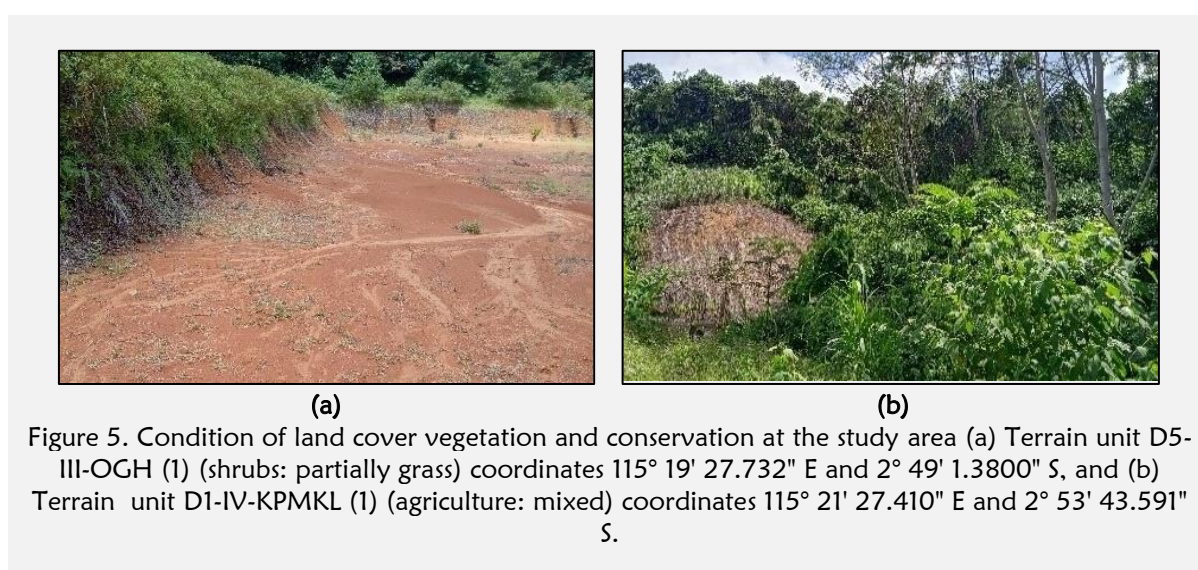 (a)
(b)
Figure 5. Condition of land cover vegetation and conservation at the study area (a) Terrain unit D5-
III-OGH (1) (shrubs: partially grass) coordinates 115° 19' 27.732" E and 2° 49' 1.3800" S, and (b)
Terrain unit D1-IV-KPMKL (1) (agriculture: mixed) coordinates 115° 21' 27.410" E and 2° 53' 43.591"
S.